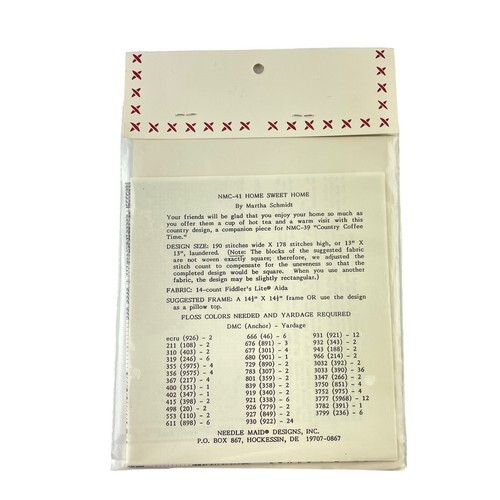 NMC-41 HOME SWEET HOME
By Martha Schmidt
Your friends will be glad that you enjoy your home so much as
you offer them a cup of hot tea and a warm visit with this
country design, a companion piece for NMC-39 "Country Coffee
Time."
DESIGN SIZE: 190 stitches wide X 178 stitches high, or 13" X
13", laundered. (Note: The blocks of the suggested fabric
are not woven exactly square; therefore, we adjusted the
stitch count to compensate for the uneveness so that the
completed design would be square. When you use another
fabric, the design may be slightly rectangular.)
FABRIC: 14-count Fiddler's Lite® Aida
SUGGESTED FRAME: A 14½" X 14½" frame OR use the design
as a pillow top.
FLOSS COLORS NEEDED AND YARDAGE REQUIRED
DMC (Anchor) - Yardage
ecru (926) - 2
211 (108) - 2
310 (403) - 2
319 (246) - 6
355 (5975) - 4
356 (9575) - 4
367 (217) - 4
400 (351) - 1
402 (347) - 1
415 (398) - 2
498 (20) - 2
553 (110) - 2
611 (898) - 6
666 (46) - 6
676 (891) - 3
677 (301) - 4
680 (901) - 1
729 (890) - 2
783 (307) - 2
801 (359) - 2
839 (358) - 2
919 (340) - 2
921 (338) - 6
926 (779) - 2
927 (849) - 2
930 (922) - 24
931 (921) - 12
932 (343) - 2
943 (188) - 2
966 (214) - 2
3032 (392) - 2
3033 (390) - 36
3347 (266) - 2
3750 (851) - 4
3752 (975) - 4
3777 (5968) - 12
3782 (391) - 1
3799 (236) - 6
NEEDLE MAID® DESIGNS, INC.
P.O. BOX 867, HOCKESSIN, DE 19707-0867